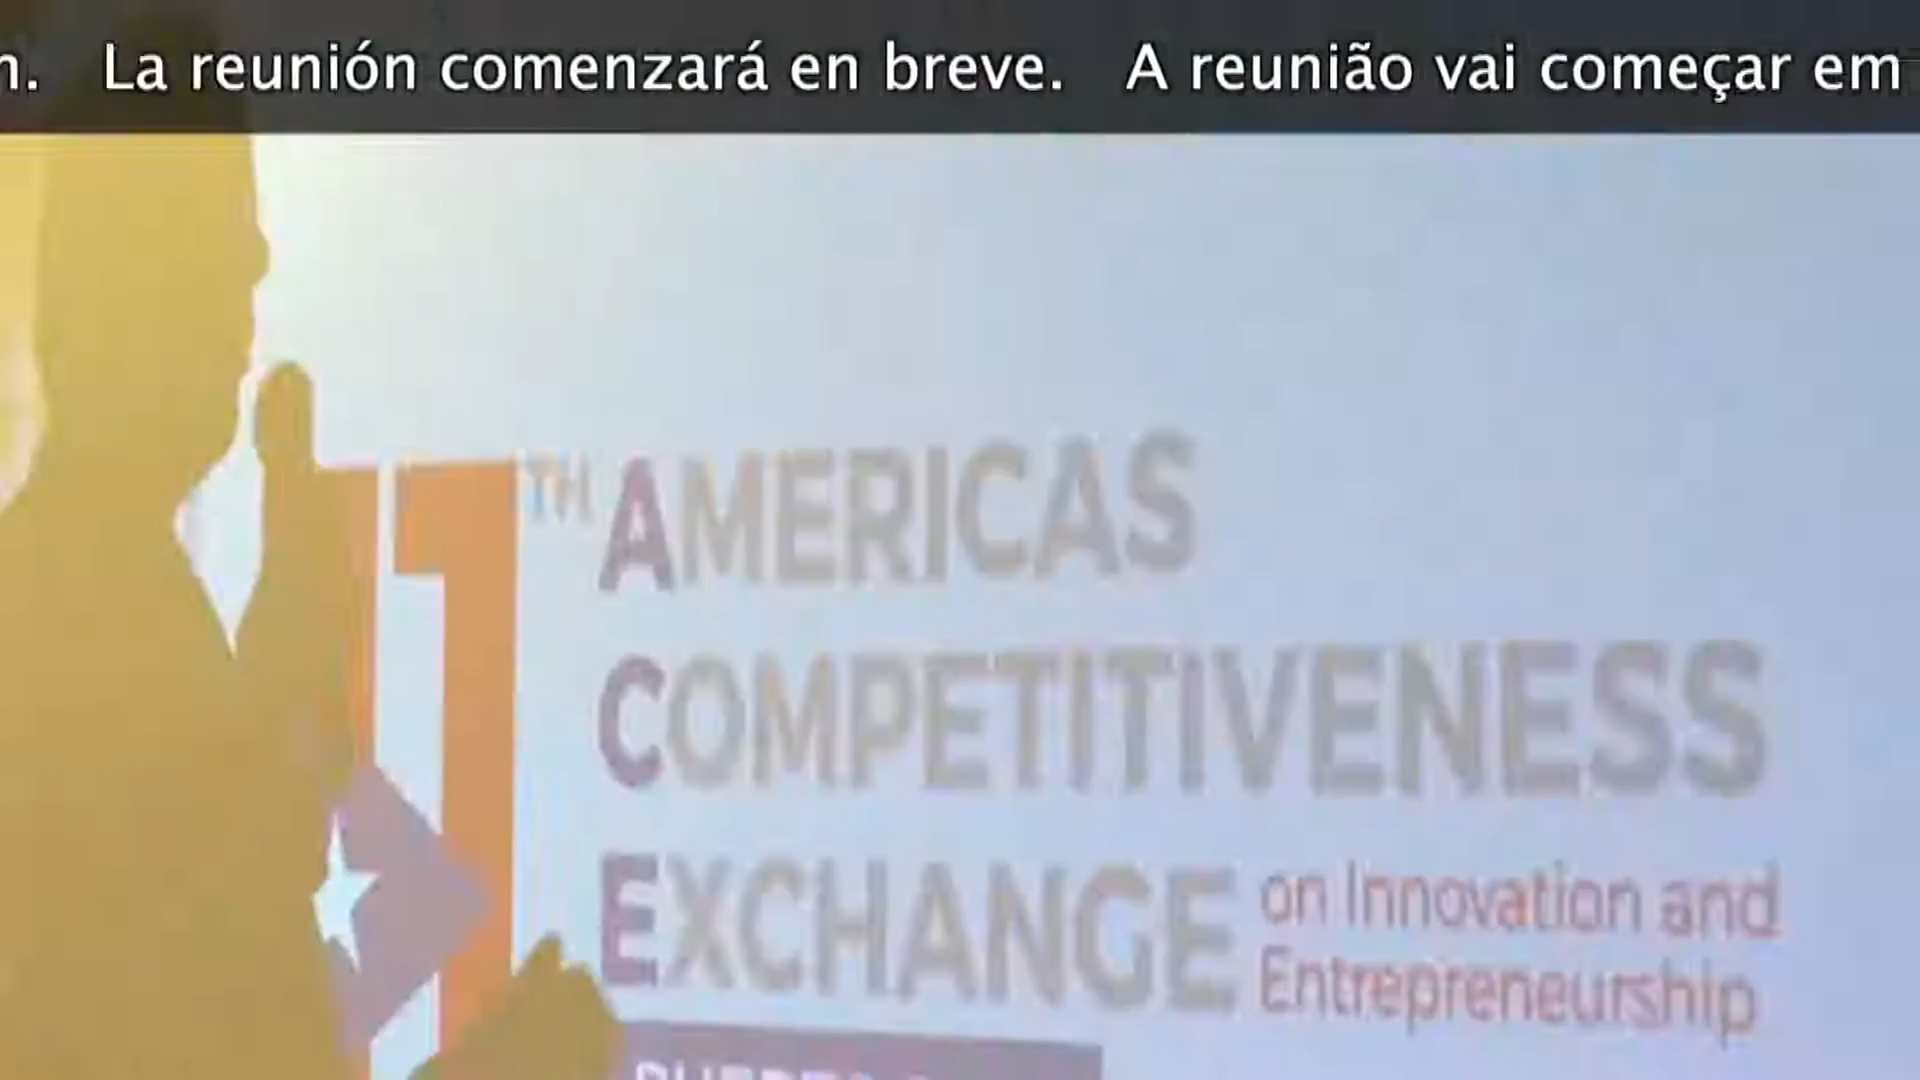 La reunión comenzará en breve. A reunião vai começar em
TH AMERICAS
COMPETITIVENESS
EXCHANGE on Innovation and
Entrepreneurship